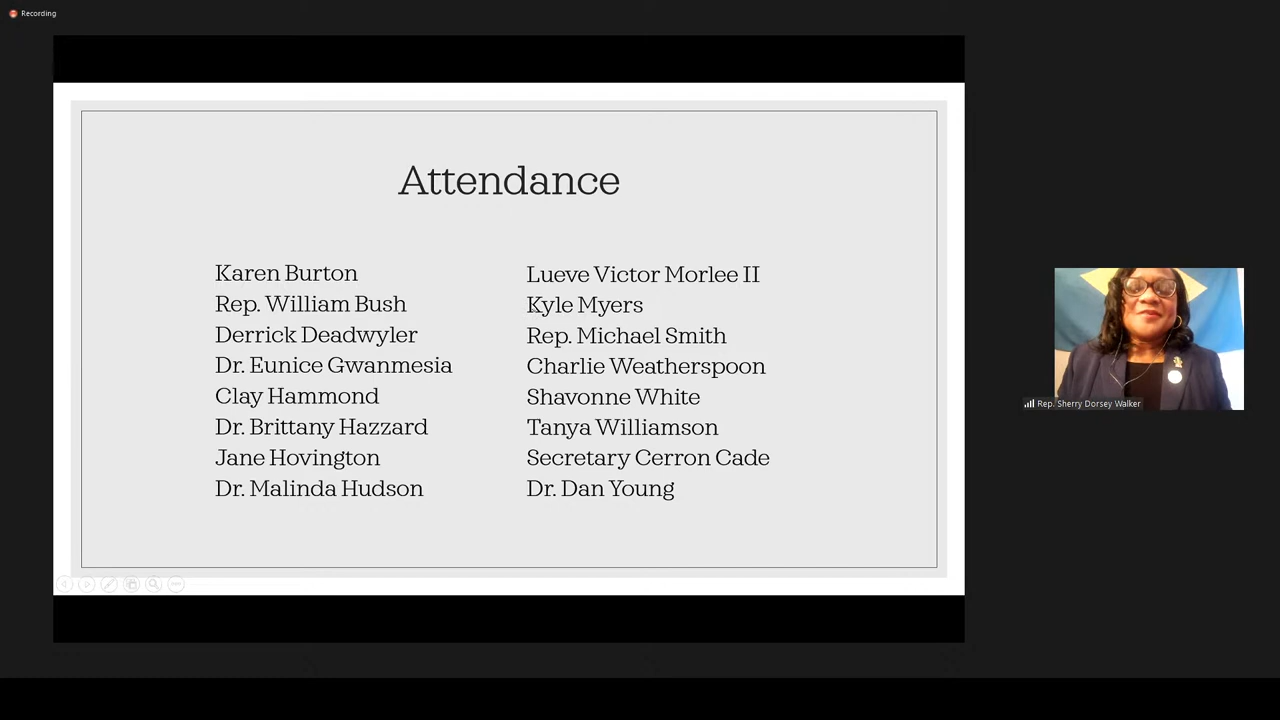 Recording
Attendance
Karen Burton
Rep. William Bush
Derrick Deadwyler
Dr. Eunice Gwanmesia
Clay Hammond
Dr. Brittany Hazzard
Jane Hovington
Dr. Malinda Hudson
Lueve Victor Morlee II
Kyle Myers
Rep. Michael Smith
Charlie Weatherspoon
Shavonne White
Tanya Williamson
Secretary Cerron Cade
Dr. Dan Young
Rep. Sherry Dorsey Walker